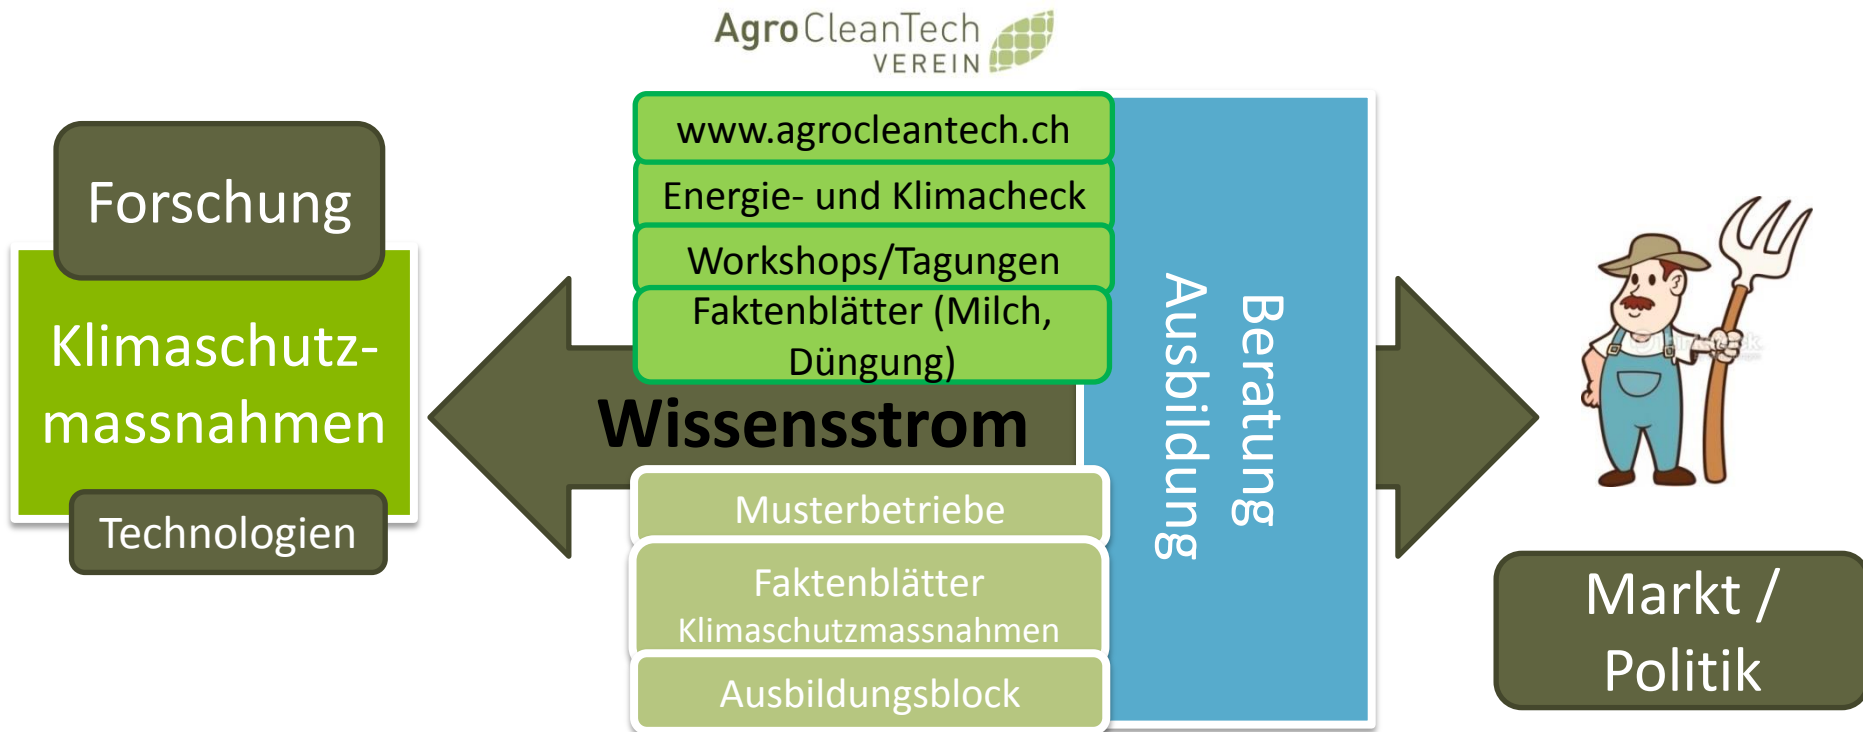 AgroCleanTech
VEREIN
Forschung
Klimaschutz-
massnahmen
Technologien
www.agrocleantech.ch
Energie- und Klimacheck
Workshops/Tagungen
Faktenblätter (Milch,
Düngung)
Wissensstrom
Musterbetriebe
Faktenblätter
Klimaschutzmassnahmen
Ausbildungsblock
Beratung
Ausbildung
Markt /
Politik